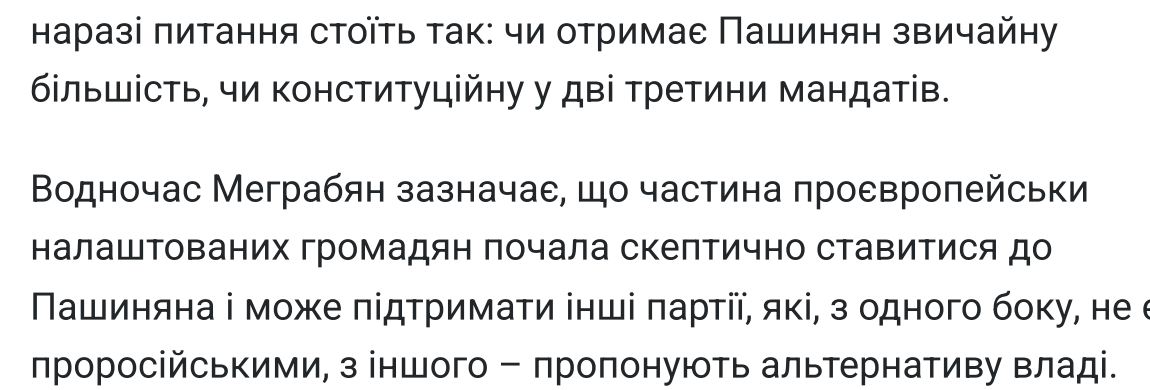 наразі питання стоїть так: чи отримає Пашинян звичайну
більшість, чи конституційну у дві третини мандатів.
Водночас Меграбян зазначає, що частина проєвропейськи
налаштованих громадян почала скептично ставитися до
Пашиняна і може підтримати інші партії, які, з одного боку, не є
проросійськими, з іншого – пропонують альтернативу владі.